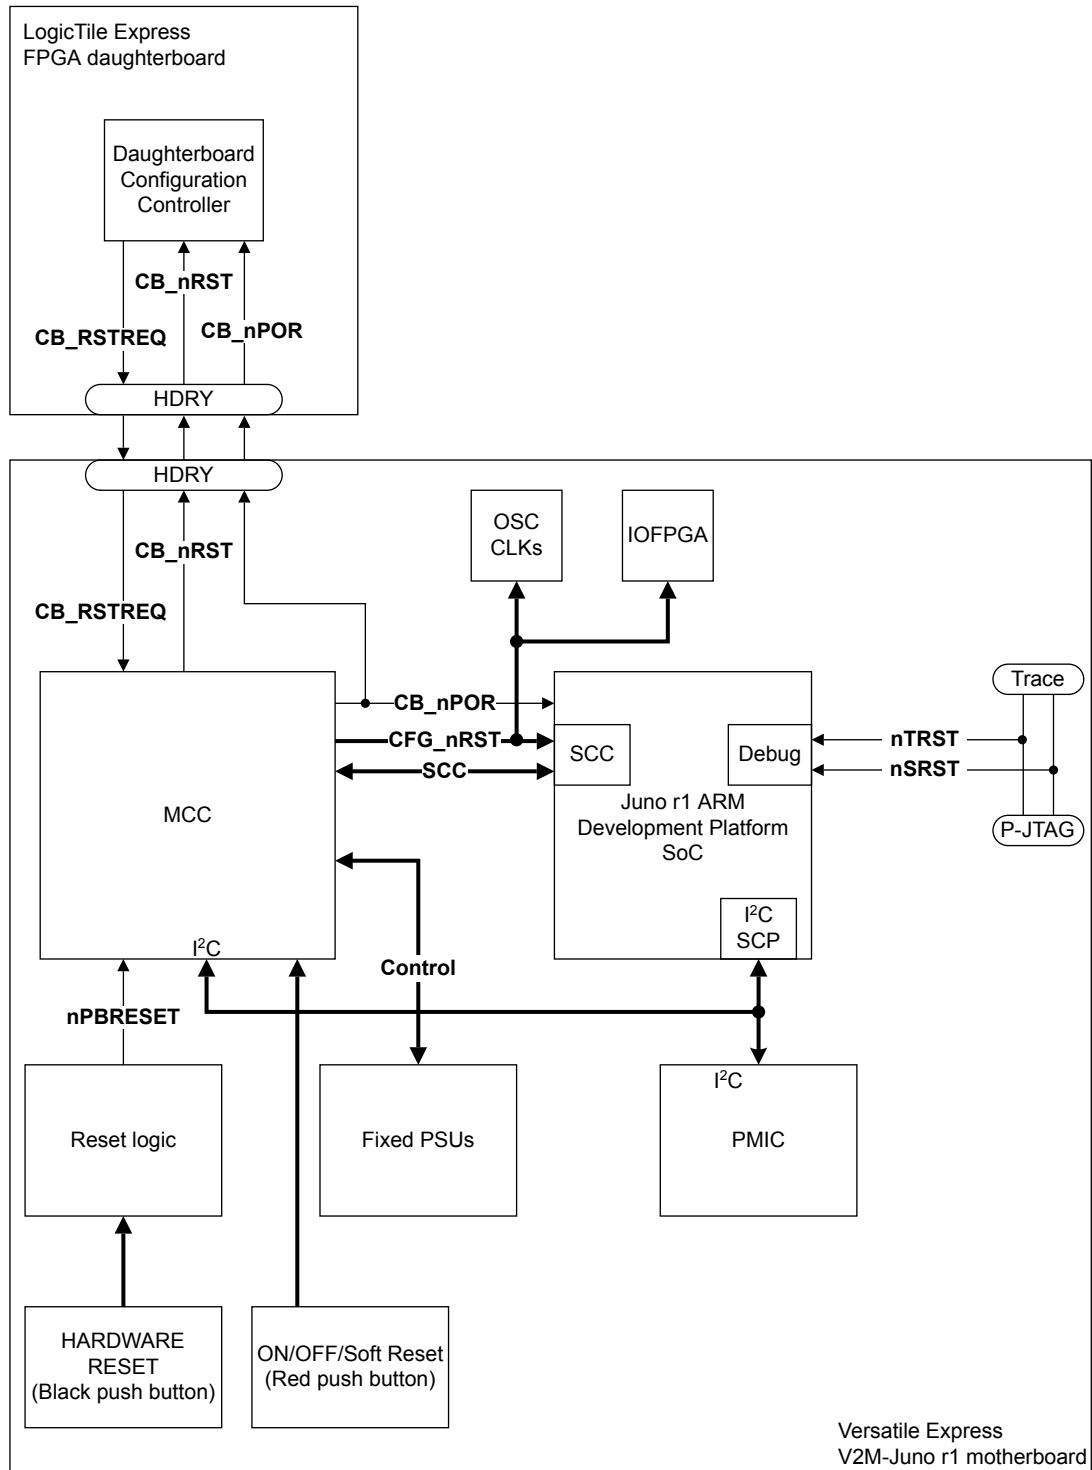 LogicTile Express
FPGA daughterboard
Daughterboard
Configuration
Controller
CB_nRST
CB_nPOR
CB_RSTREQ
HDRY
HDRY
OSC
CLKs
IOFPGA
CB_nRST
CB_RSTREQ
CB_nPOR
CFG_nRST
SCC
MCC
I²C
SCC
Debug
Juno r1 ARM
Development Platform
SoC
I²C
SCP
Trace
nTRST
nSRST
P-JTAG
Control
nPBRESET
Reset logic
Fixed PSUs
I²C
PMIC
HARDWARE
RESET
(Black push button)
ON/OFF/Soft Reset
(Red push button)
Versatile Express
V2M-Juno r1 motherboard